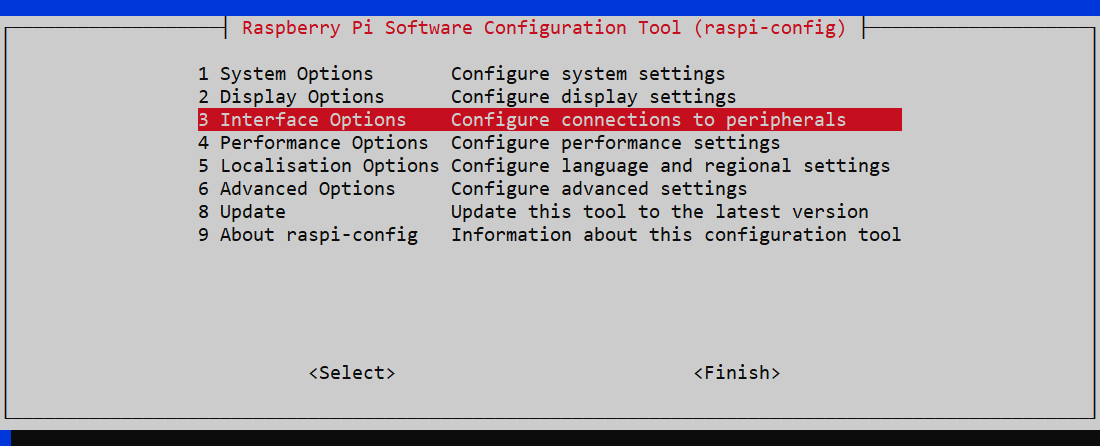 Raspberry Pi Software Configuration Tool (raspi-config)
1 System Options Configure system settings
2 Display Options Configure display settings
3 Interface Options Configure connections to peripherals
4 Performance Options Configure performance settings
5 Localisation Options Configure language and regional settings
6 Advanced Options Configure advanced settings
8 Update Update this tool to the latest version
9 About raspi-config Information about this configuration tool
<Select> <Finish>